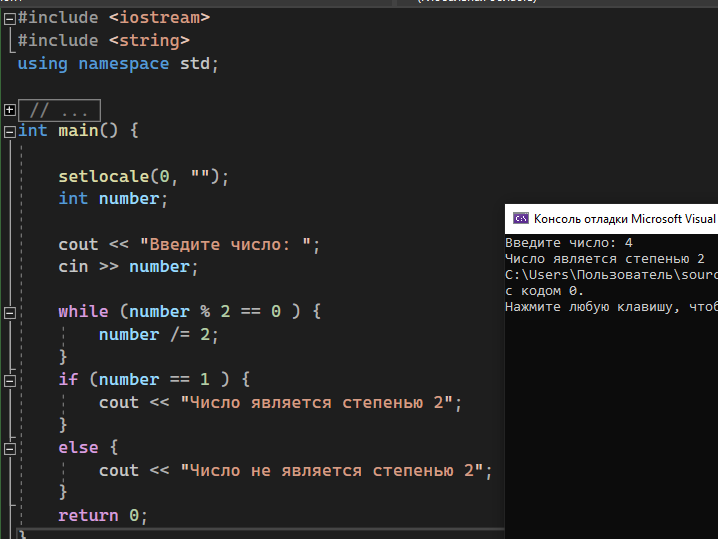 #include <iostream>
#include <string>
using namespace std;
// ...
int main() {
setlocale(0, "");
int number;
cout << "Введите число: ";
cin >> number;
while (number % 2 == 0 ) {
number /= 2;
}
if (number == 1 ) {
cout << "Число является степенью 2";
}
else {
cout << "Число не является степенью 2";
}
return 0;
}
Консоль отладки Microsoft Visual
Введите число: 4
Число является степенью 2
C:\Users\Пользователь\sourc
с кодом 0.
Нажмите любую клавишу, чтоб